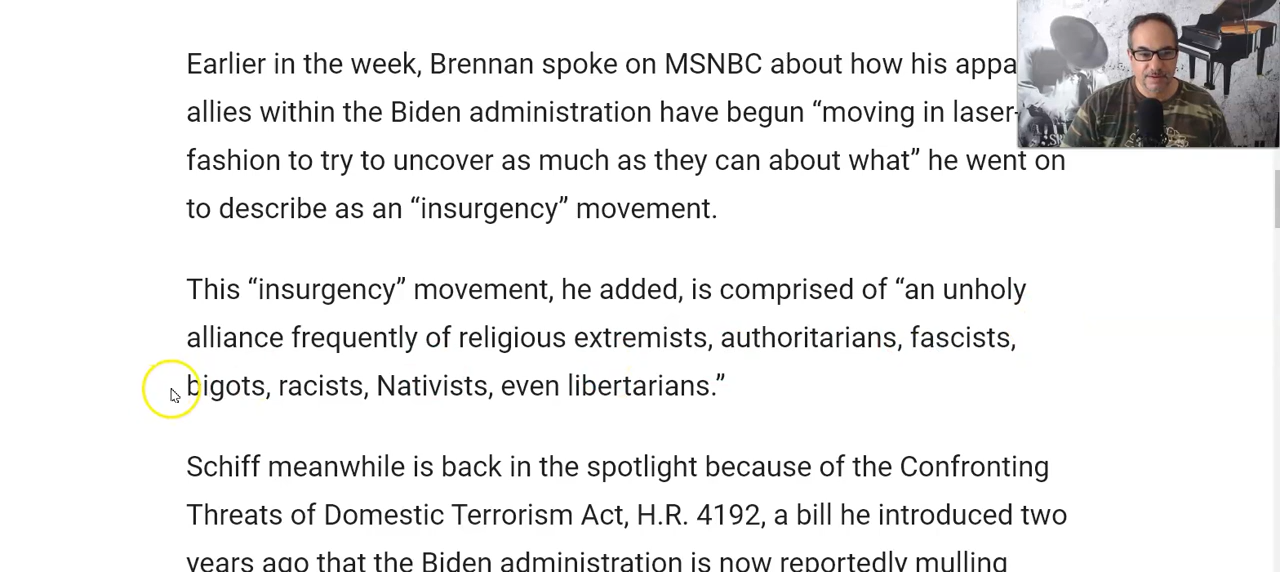 Earlier in the week, Brennan spoke on MSNBC about how his
allies within the Biden administration have begun “moving in
fashion to try to uncover as much as they can about what” he went on
to describe as an “insurgency” movement.
This “insurgency” movement, he added, is comprised of “an unholy
alliance frequently of religious extremists, authoritarians, fascists,
bigots, racists, Nativists, even libertarians.”
Schiff meanwhile is back in the spotlight because of the Confronting
Threats of Domestic Terrorism Act, H.R. 4192, a bill he introduced two
years ago that the Biden administration is now reportedly mulling